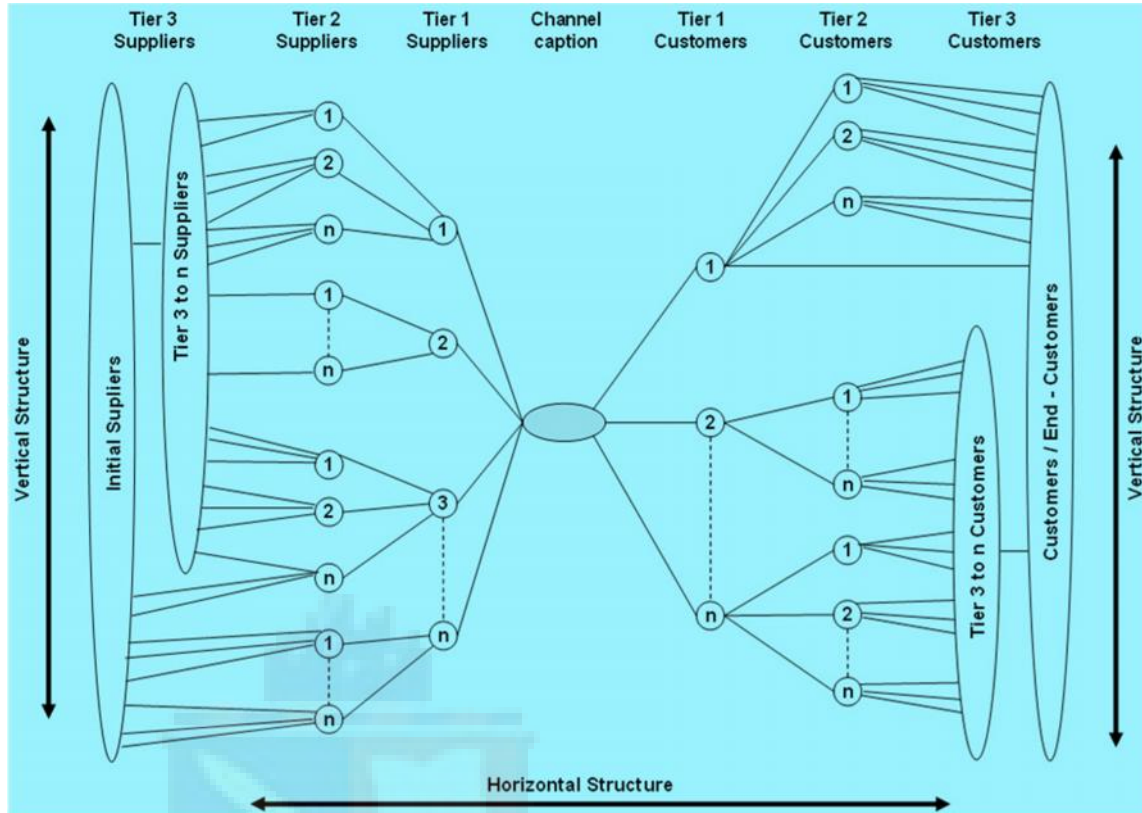 Tier 3 Tier 2 Tier 1 Channel Tier 1 Tier 2 Tier 3
Suppliers Suppliers Suppliers caption Customers Customers Customers
Vertical Structure
Initial Supliers
Tier 3 to n Suppliers
1
2
n
1
n
1
2
n
1
n
1
2
3
n
1
2
n
1
2
n
1
n
1
2
n
Tier 3 to n Customers
Customers / End - Customers
Vertical Structure
Horizontal Structure